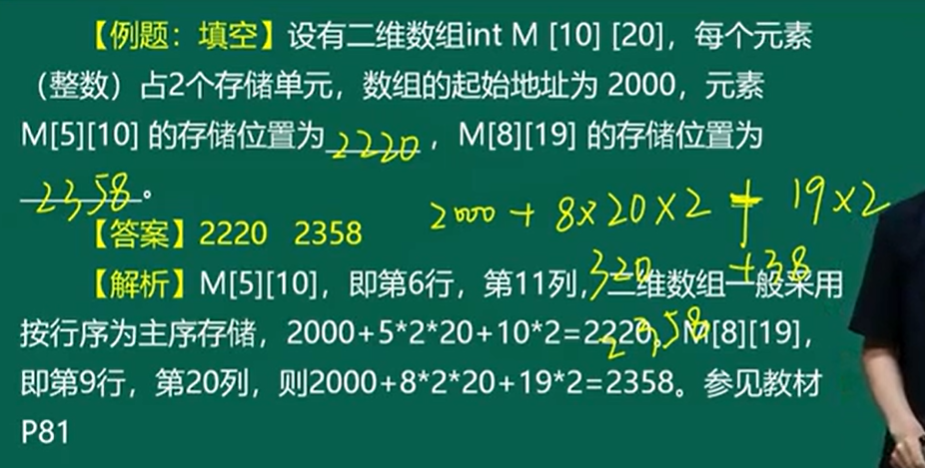 【例题：填空】设有二维数组int M [10] [20]，每个元素
（整数）占2个存储单元，数组的起始地址为 2000，元素
M[5][10] 的存储位置为 2220 ，M[8][19] 的存储位置为
2358 。
2000 + 8×20×2 + 19×2
【答案】2220 2358
320 +38
【解析】M[5][10]，即第6行，第11列，二维数组一般采用
按行序为主序存储，2000+5*2*20+10*2=2220。M[8][19]，
2358
即第9行，第20列，则2000+8*2*20+19*2=2358。参见教材
P81